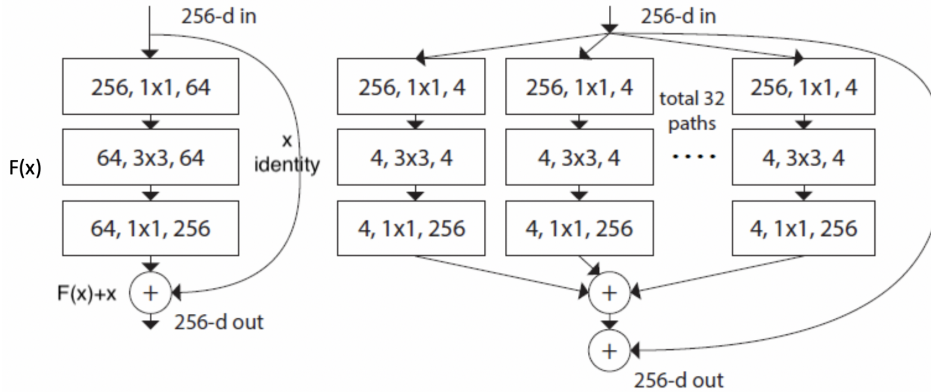 256-d in
256, 1x1, 64
F(x)
64, 3x3, 64
x
identity
64, 1x1, 256
F(x)+x
+
256-d out
256-d in
256, 1x1, 4
256, 1x1, 4
total 32
paths
....
256, 1x1, 4
4, 3x3, 4
4, 3x3, 4
4, 3x3, 4
4, 1x1, 256
4, 1x1, 256
4, 1x1, 256
+
+
256-d out